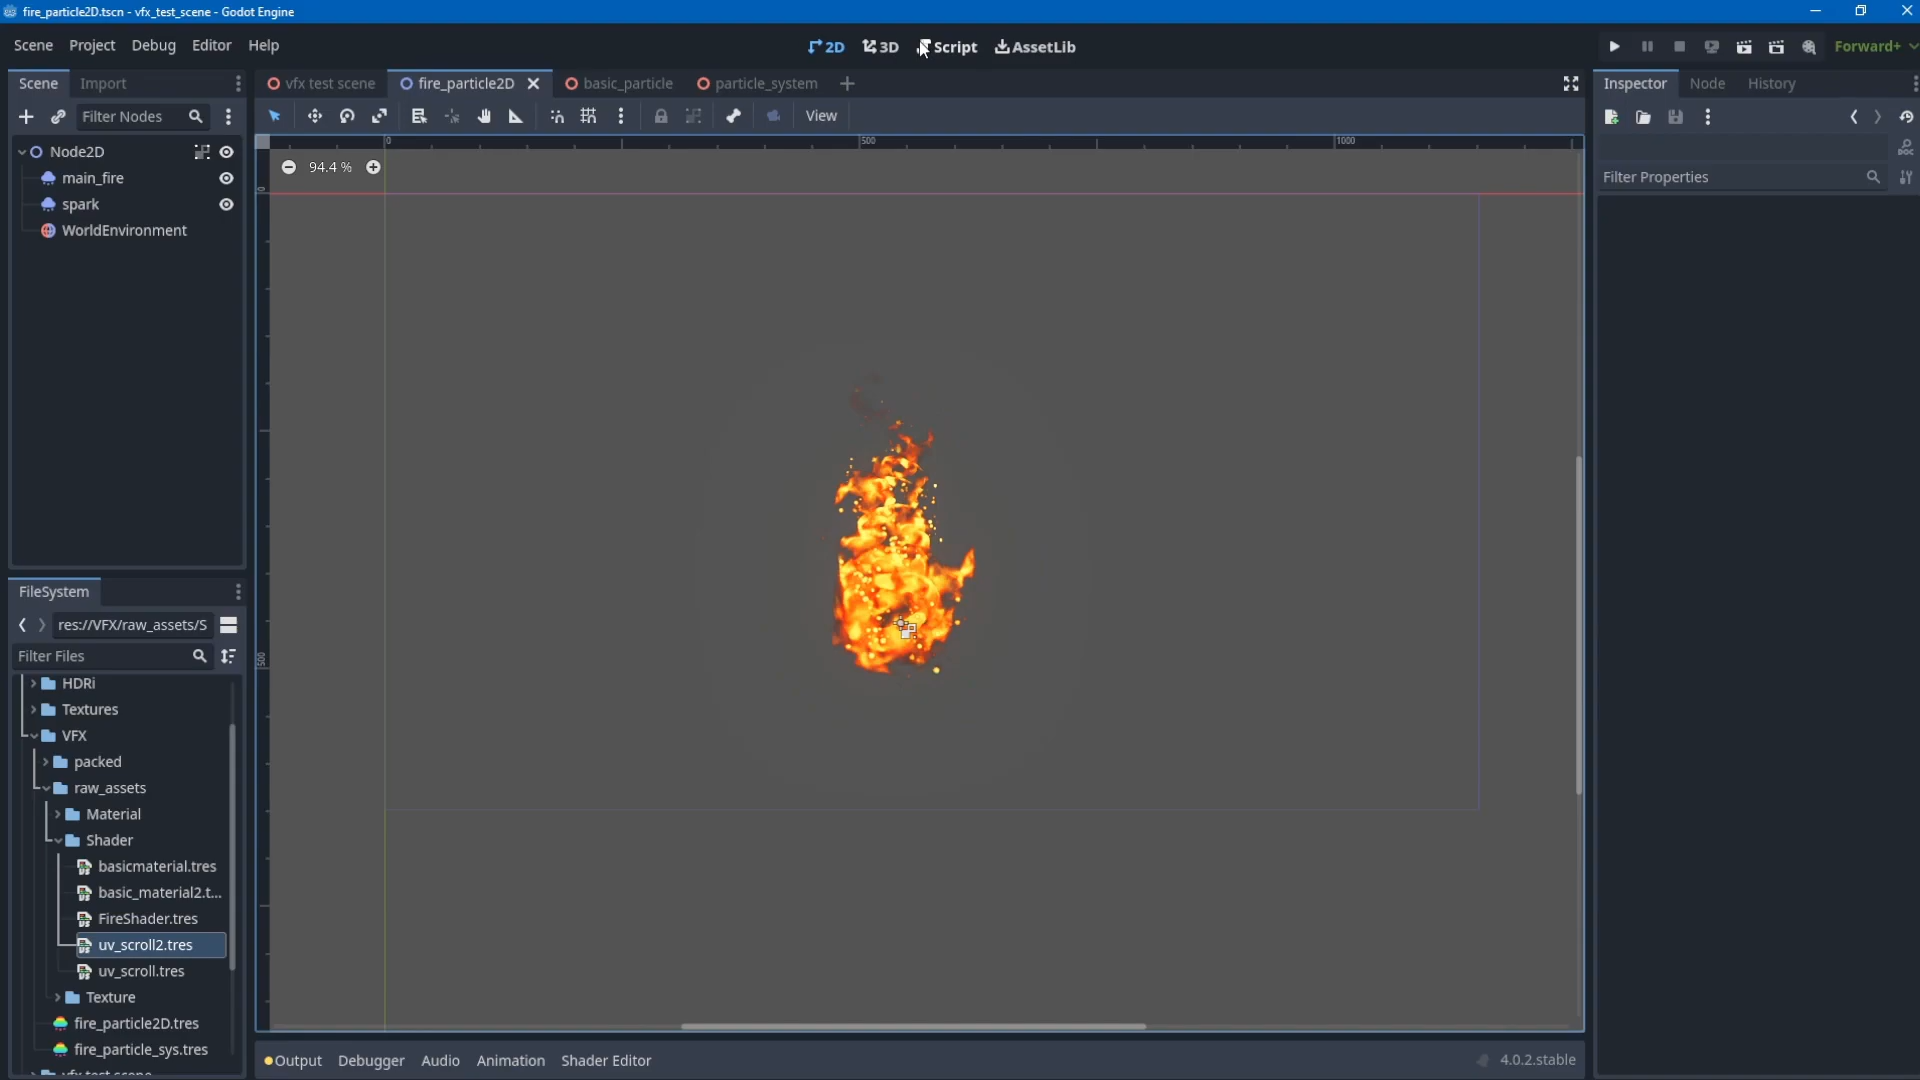 fire_particle2D.tscn - vfx_test_scene - Godot Engine
Scene Project Debug Editor Help
2D 3D Script AssetLib
Forward+
Scene Import
vfx test scene fire_particle2D basic_particle particle_system
Inspector Node History
Filter Nodes
View
Node2D
main_fire
spark
WorldEnvironment
0 500 1000
94.4 %
0
500
Filter Properties
FileSystem
res://VFX/raw_assets/S
Filter Files
HDRi
Textures
VFX
packed
raw_assets
Material
Shader
basicmaterial.tres
basic_material2.t...
FireShader.tres
uv_scroll2.tres
uv_scroll.tres
Texture
fire_particle2D.tres
fire_particle_sys.tres
Output Debugger Audio Animation Shader Editor
4.0.2.stable